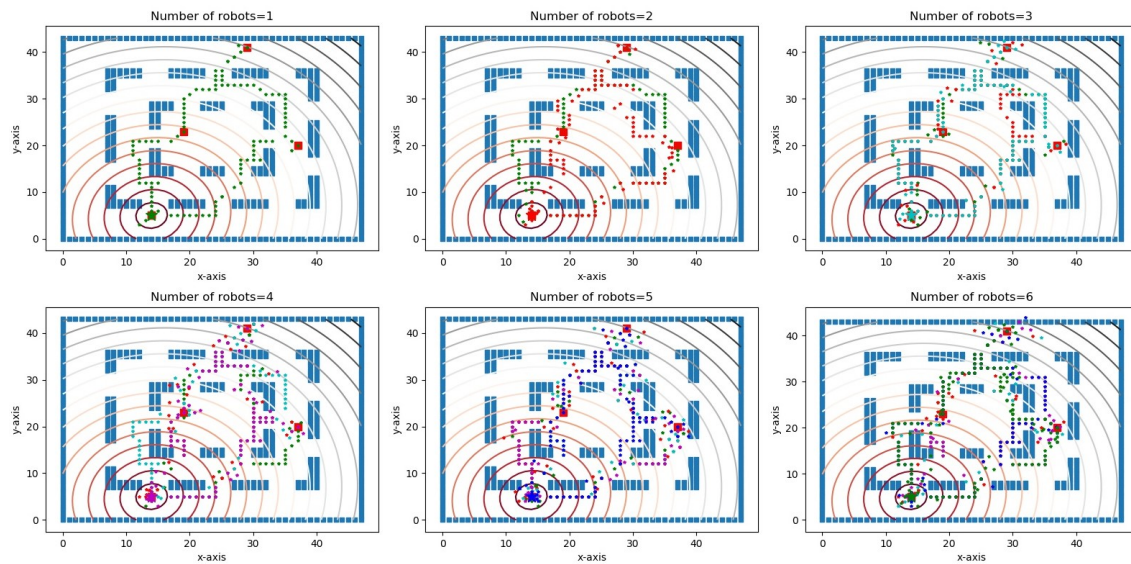 Number of robots=1
Number of robots=2
Number of robots=3
y-axis
40
30
20
10
0
0 10 20 30 40
x-axis
y-axis
40
30
20
10
0
0 10 20 30 40
x-axis
y-axis
40
30
20
10
0
0 10 20 30 40
x-axis
Number of robots=4
Number of robots=5
Number of robots=6
y-axis
40
30
20
10
0
0 10 20 30 40
x-axis
y-axis
40
30
20
10
0
0 10 20 30 40
x-axis
y-axis
40
30
20
10
0
0 10 20 30 40
x-axis